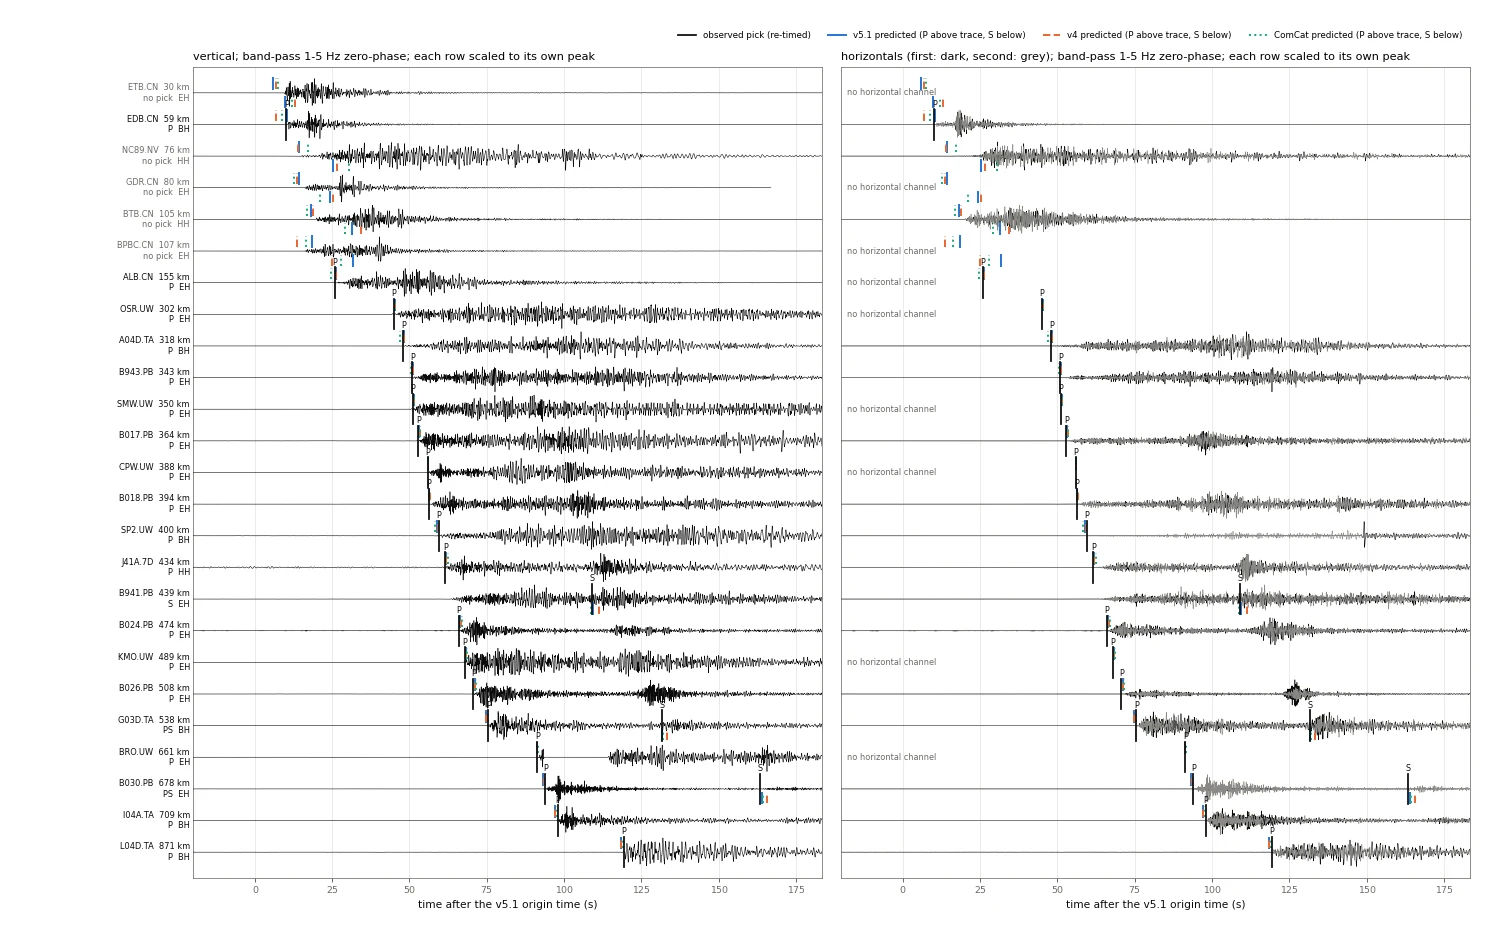 observed pick (re-timed)   v5.1 predicted (P above trace, S below)   v4 predicted (P above trace, S below)   ComCat predicted (P above trace, S below)
vertical; band-pass 1-5 Hz zero-phase; each row scaled to its own peak
horizontals (first: dark, second: grey); band-pass 1-5 Hz zero-phase; each row scaled to its own peak
ETB.CN  30 km
no pick  EH
no horizontal channel
P P
EDB.CN  59 km
P  BH
NC89.NV  76 km
no pick  HH
GDR.CN  80 km
no pick  EH
no horizontal channel
BTB.CN  105 km
no pick  HH
BPBC.CN  107 km
no pick  EH
no horizontal channel
P P
ALB.CN  155 km
P  EH
no horizontal channel
P P
OSR.UW  302 km
P  EH
no horizontal channel
P P
A04D.TA  318 km
P  BH
P P
B943.PB  343 km
P  EH
P P
SMW.UW  350 km
P  EH
no horizontal channel
P P
B017.PB  364 km
P  EH
P P
CPW.UW  388 km
P  EH
no horizontal channel
P P
B018.PB  394 km
P  EH
P P
SP2.UW  400 km
P  BH
P P
J41A.7D  434 km
P  HH
S S
B941.PB  439 km
S  EH
P P
B024.PB  474 km
P  EH
P P
KMO.UW  489 km
P  EH
no horizontal channel
P P
B026.PB  508 km
P  EH
P S P S
G03D.TA  538 km
PS  BH
P P
BRO.UW  661 km
P  EH
no horizontal channel
P S P S
B030.PB  678 km
PS  EH
P P
I04A.TA  709 km
P  BH
P P
L04D.TA  871 km
P  BH
0 25 50 75 100 125 150 175
0 25 50 75 100 125 150 175
time after the v5.1 origin time (s)
time after the v5.1 origin time (s)